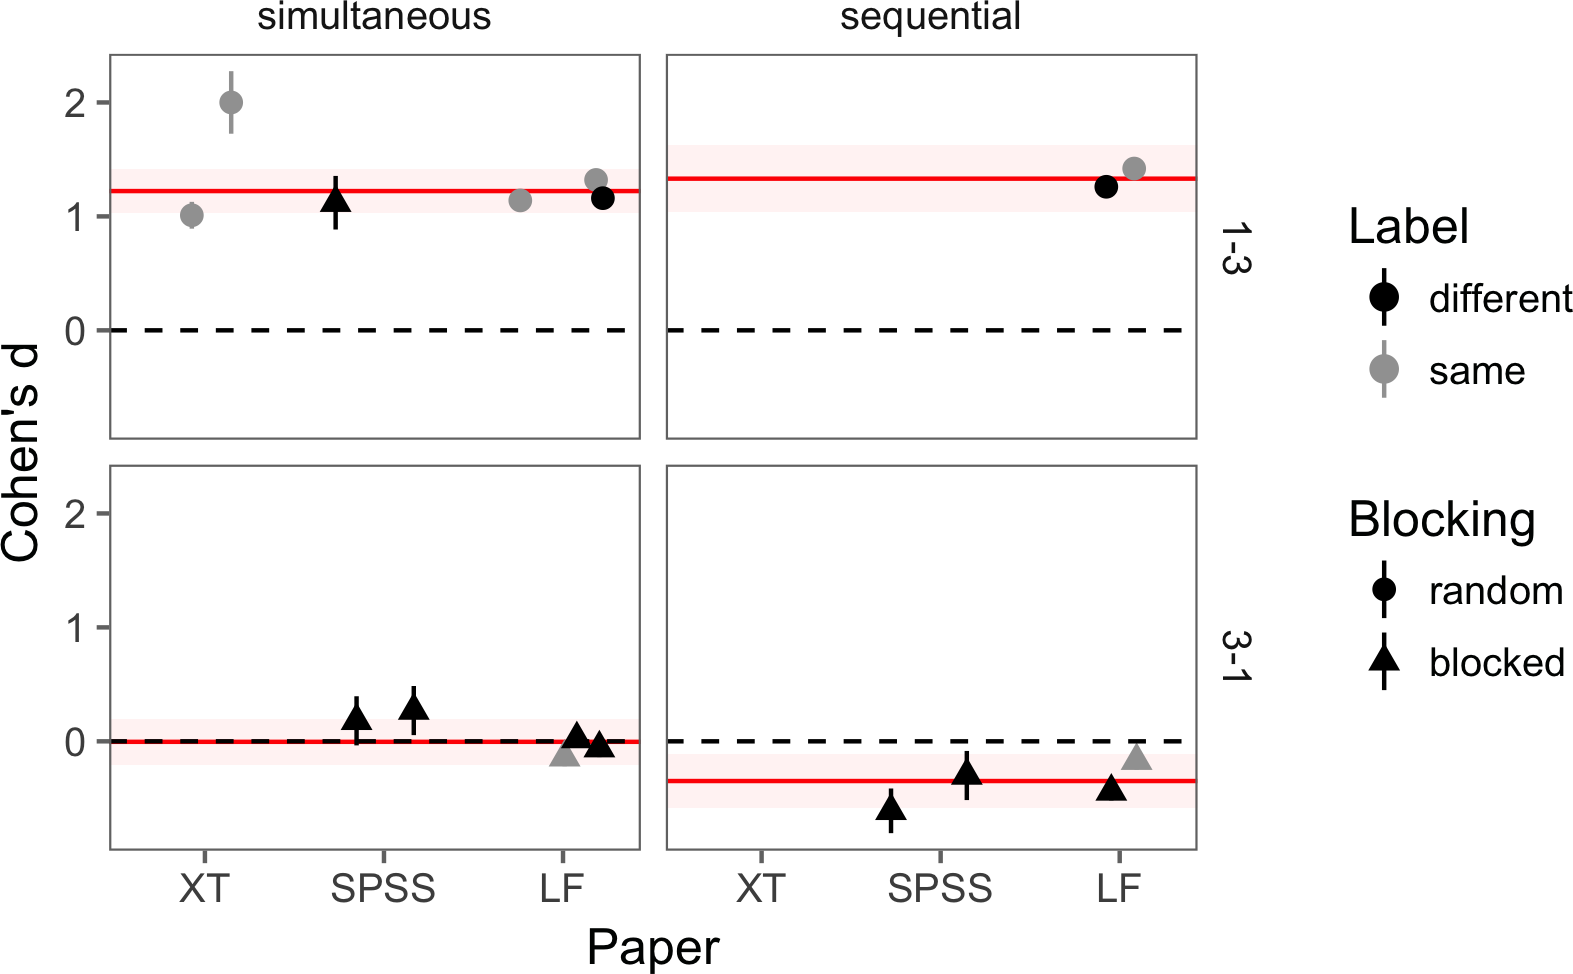 simultaneous
sequential
2
1
0
1-3
2
1
0
3-1
Cohen's d
XT
SPSS
LF
XT
SPSS
LF
Paper
Label
different
same
Blocking
random
blocked